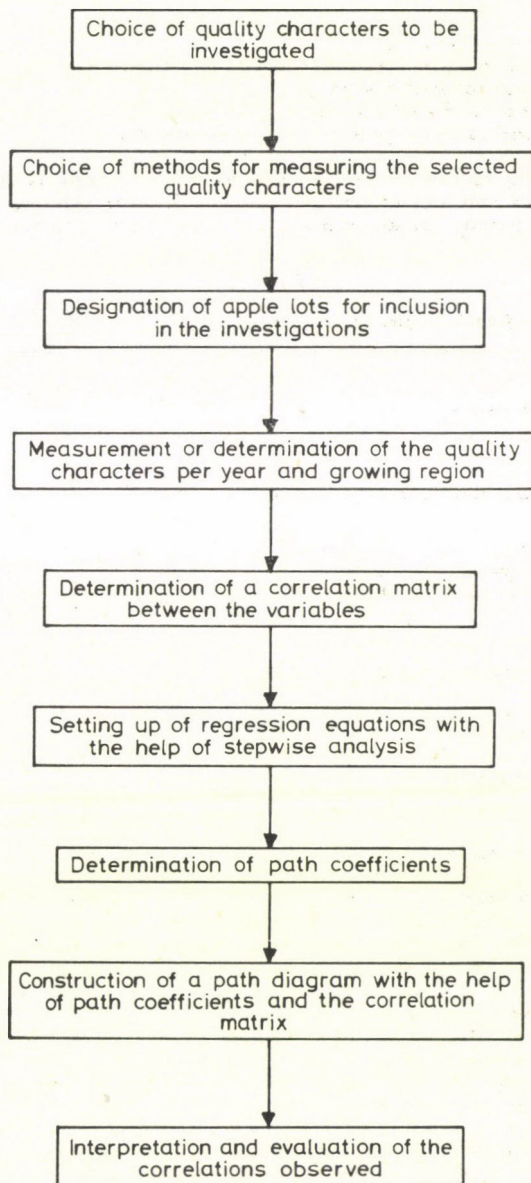 Choice of quality characters to be
investigated
Choice of methods for measuring the selected
quality characters
Designation of apple lots for inclusion
in the investigations
Measurement or determination of the quality
characters per year and growing region
Determination of a correlation matrix
between the variables
Setting up of regression equations with
the help of stepwise analysis
Determination of path coefficients
Construction of a path diagram with the help
of path coefficients and the correlation
matrix
Interpretation and evaluation of the
correlations observed